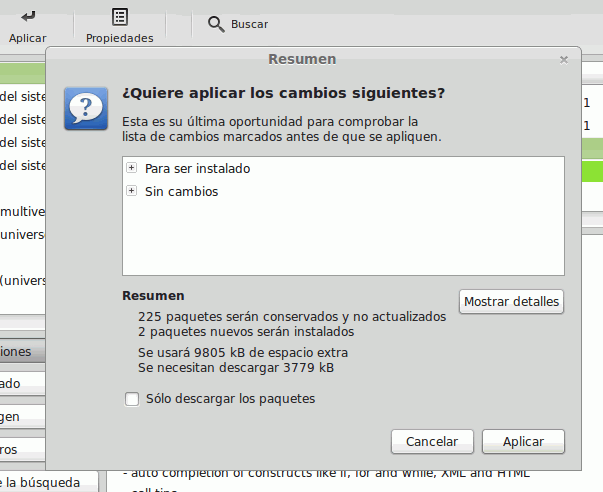 Aplicar
Propiedades
Buscar
Resumen
¿Quiere aplicar los cambios siguientes?
Esta es su última oportunidad para comprobar la
lista de cambios marcados antes de que se apliquen.
Para ser instalado
Sin cambios
Resumen
Mostrar detalles
225 paquetes serán conservados y no actualizados
2 paquetes nuevos serán instalados
Se usará 9805 kB de espacio extra
Se necesitan descargar 3779 kB
Sólo descargar los paquetes
Cancelar
Aplicar
del siste
del siste
del siste
del siste
multive
universo
(univers
1
1
iones
ado
gen
ros
e la búsqueda
- auto completion of constructs like if, for and while, XML and HTML
- call tips